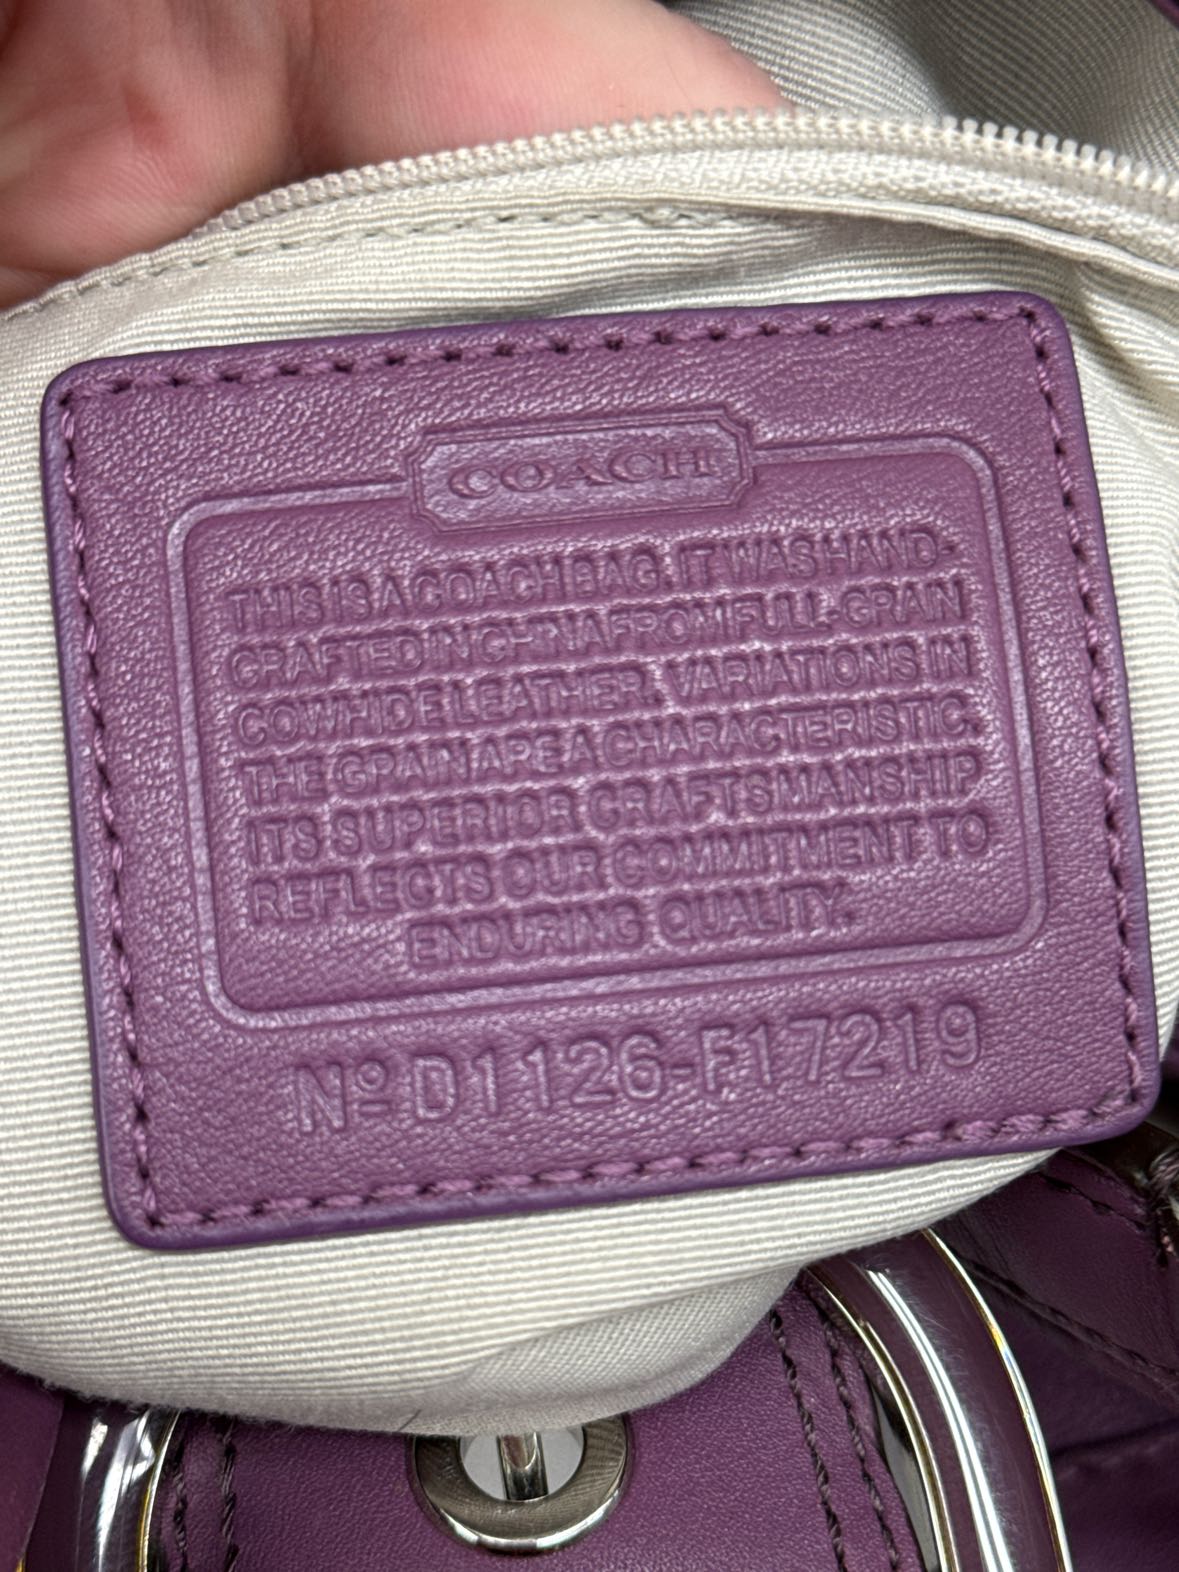 COACH
THIS IS A COACH BAG. IT WAS HAND-
CRAFTED IN CHINA FROM FULL-GRAIN
COWHIDE LEATHER. VARIATIONS IN
THE GRAIN ARE A CHARACTERISTIC.
ITS SUPERIOR CRAFTSMANSHIP
REFLECTS OUR COMMITMENT TO
ENDURING QUALITY.
Nº D1126-F17219